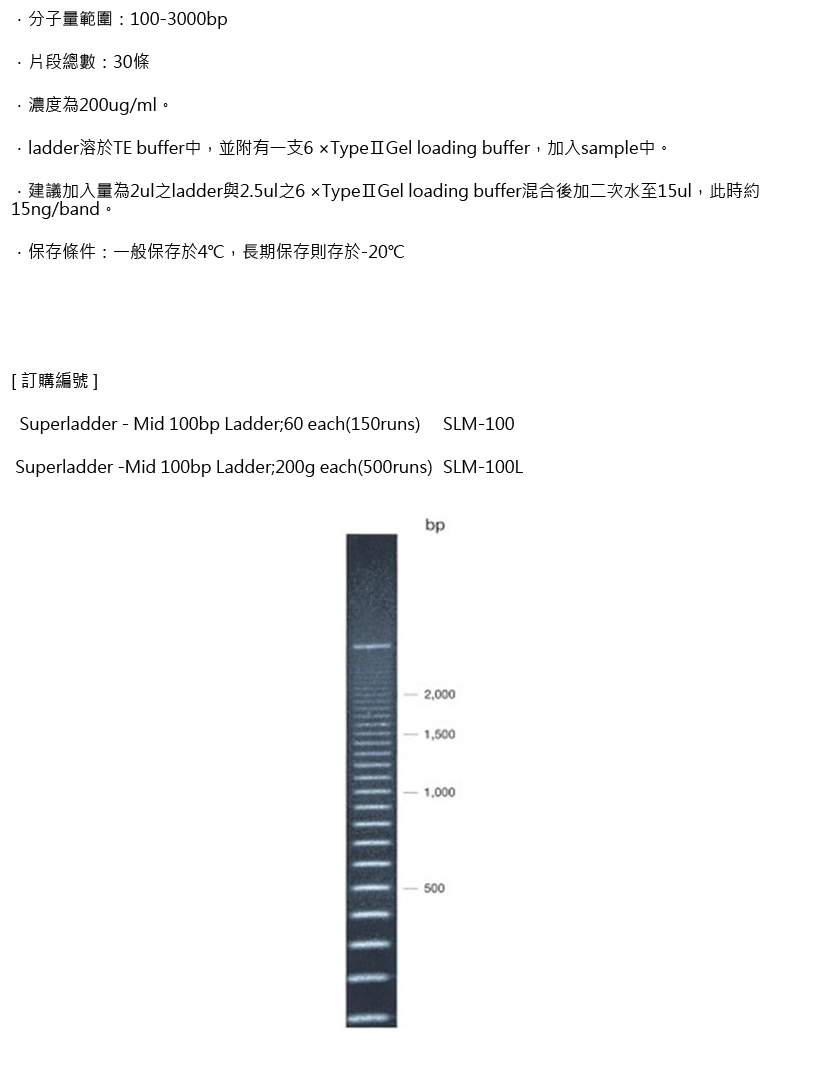 ．分子量範圍：100-3000bp
．片段總數：30條
．濃度為200ug/ml。
．ladder溶於TE buffer中，並附有一支6 ×TypeⅡGel loading buffer，加入sample中。
．建議加入量為2ul之ladder與2.5ul之6 ×TypeⅡGel loading buffer混合後加二次水至15ul，此時約
15ng/band。
．保存條件：一般保存於4℃，長期保存則存於-20℃
[ 訂購編號 ]
Superladder - Mid 100bp Ladder;60 each(150runs) SLM-100
Superladder -Mid 100bp Ladder;200g each(500runs) SLM-100L
bp
2,000
1,500
1,000
500